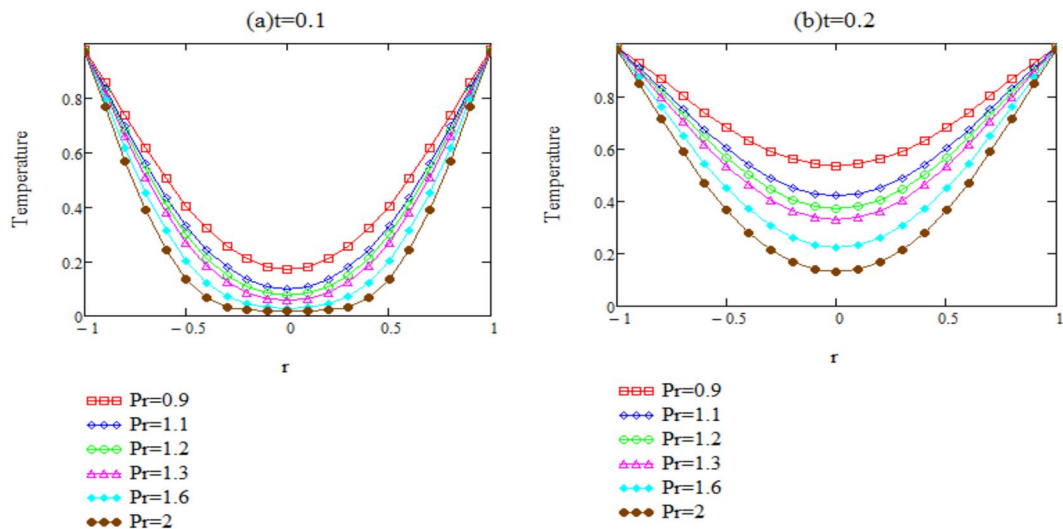 (a)t=0.1
0.8
0.6
0.4
0.2
0
Temperature
−1 −0.5 0 0.5 1
r
Pr=0.9
Pr=1.1
Pr=1.2
Pr=1.3
Pr=1.6
Pr=2
(b)t=0.2
0.8
0.6
0.4
0.2
0
Temperature
−1 −0.5 0 0.5 1
r
Pr=0.9
Pr=1.1
Pr=1.2
Pr=1.3
Pr=1.6
Pr=2